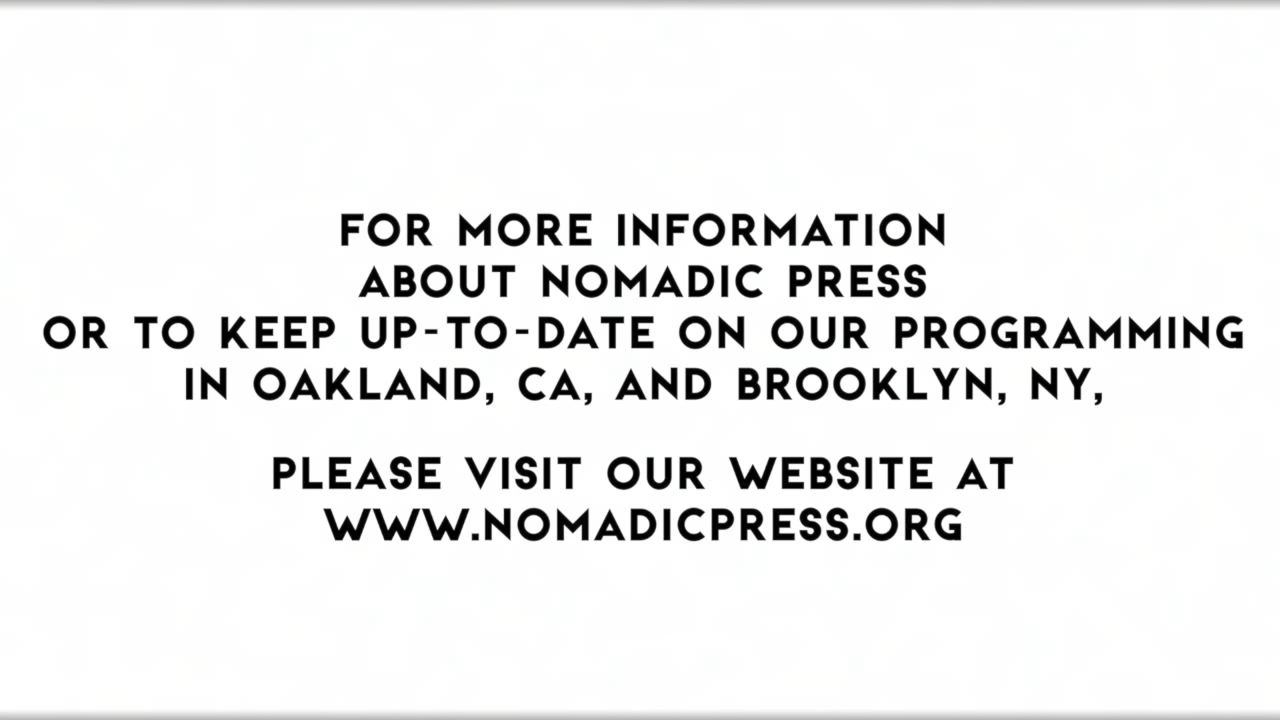 FOR MORE INFORMATION
ABOUT NOMADIC PRESS
OR TO KEEP UP-TO-DATE ON OUR PROGRAMMING
IN OAKLAND, CA, AND BROOKLYN, NY,
PLEASE VISIT OUR WEBSITE AT
WWW.NOMADICPRESS.ORG